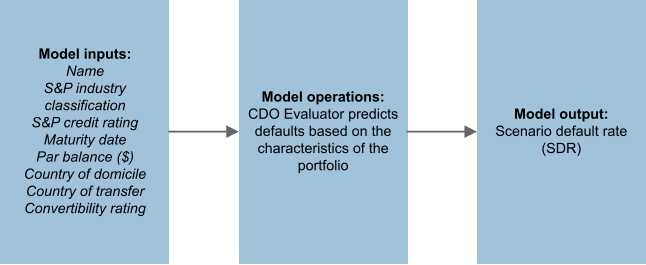 Model inputs:
Name
S&P industry
classification
S&P credit rating
Maturity date
Par balance ($)
Country of domicile
Country of transfer
Convertibility rating
Model operations:
CDO Evaluator predicts
defaults based on the
characteristics of the
portfolio
Model output:
Scenario default rate
(SDR)